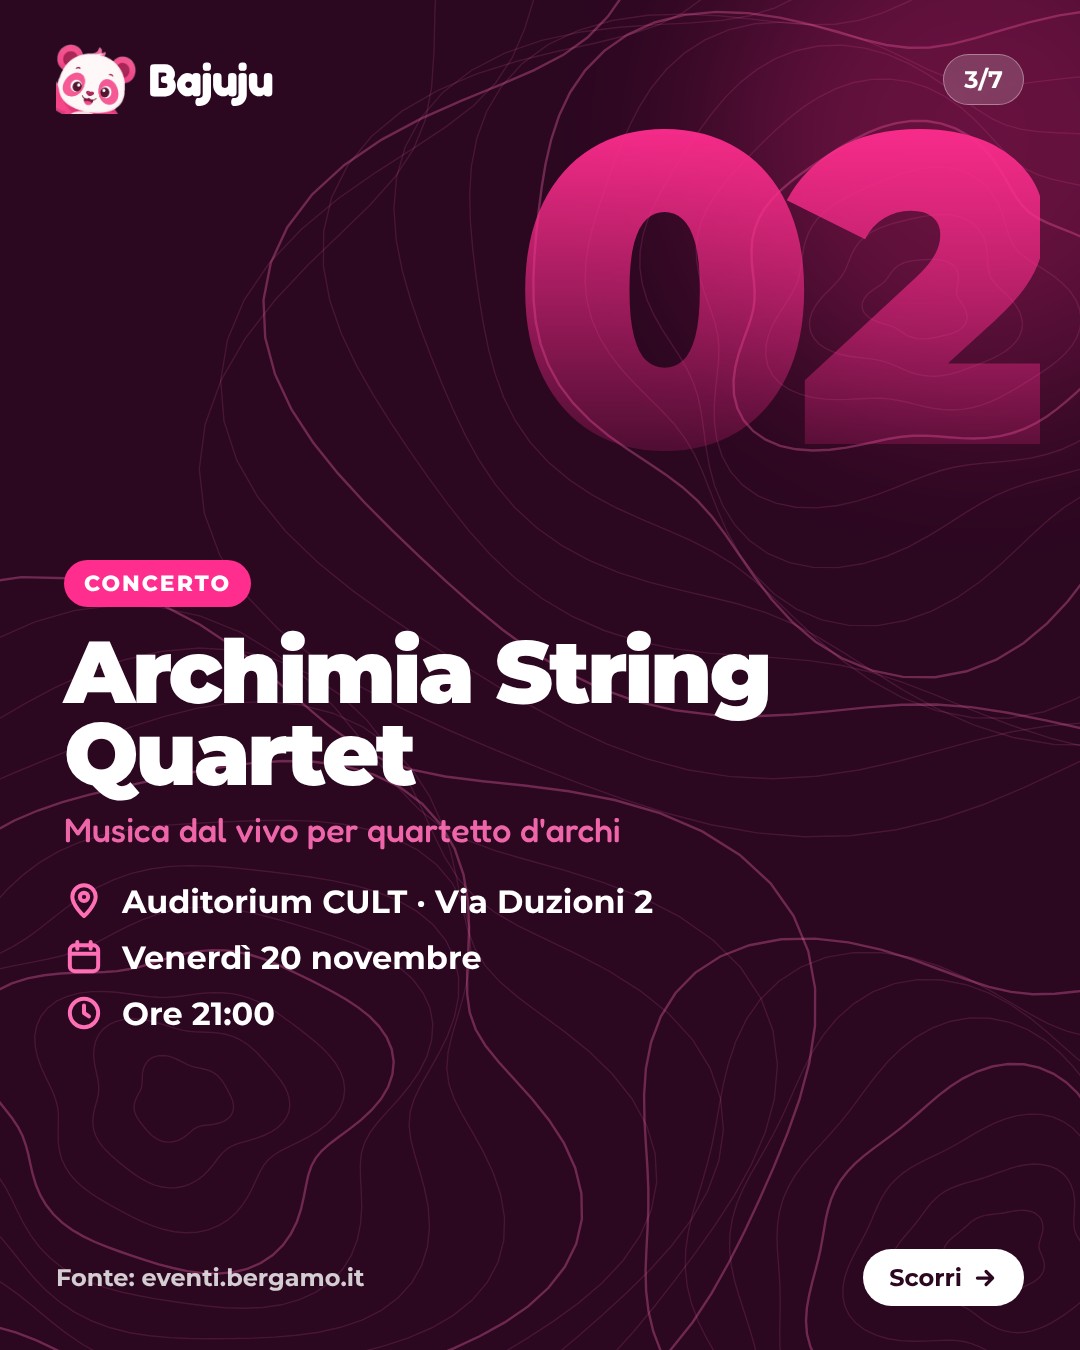 Bajuju
3/7
02
CONCERTO
Archimia String
Quartet
Musica dal vivo per quartetto d'archi
Auditorium CULT · Via Duzioni 2
Venerdì 20 novembre
Ore 21:00
Fonte: eventi.bergamo.it
Scorri →